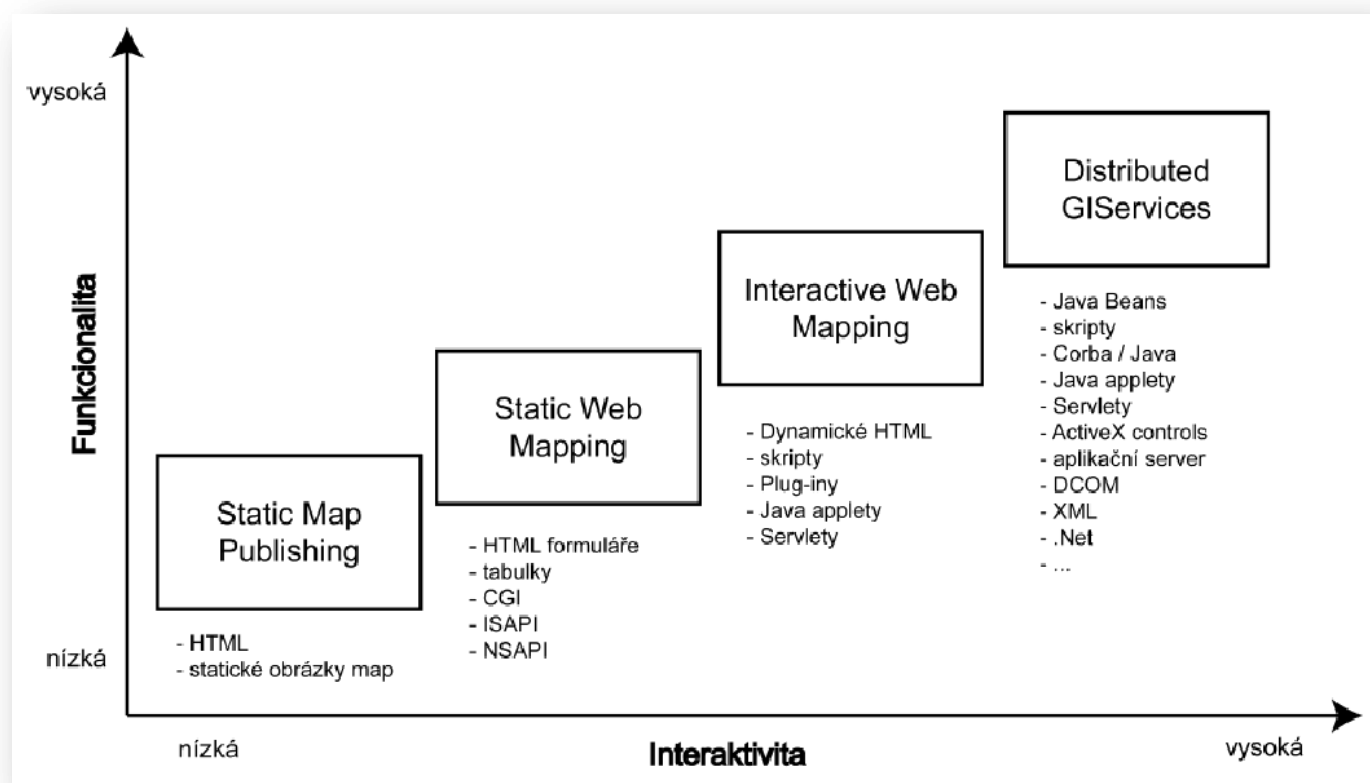 vysoká
Funkcionalita
nízká
Static Map
Publishing
- HTML
- statické obrázky map
Static Web
Mapping
- HTML formuláře
- tabulky
- CGI
- ISAPI
- NSAPI
Interactive Web
Mapping
- Dynamické HTML
- skripty
- Plug-iny
- Java applety
- Servlety
Distributed
GIServices
- Java Beans
- skripty
- Corba / Java
- Java applety
- Servlety
- ActiveX controls
- aplikační server
- DCOM
- XML
- .Net
- ...
nízká
Interaktivita
vysoká